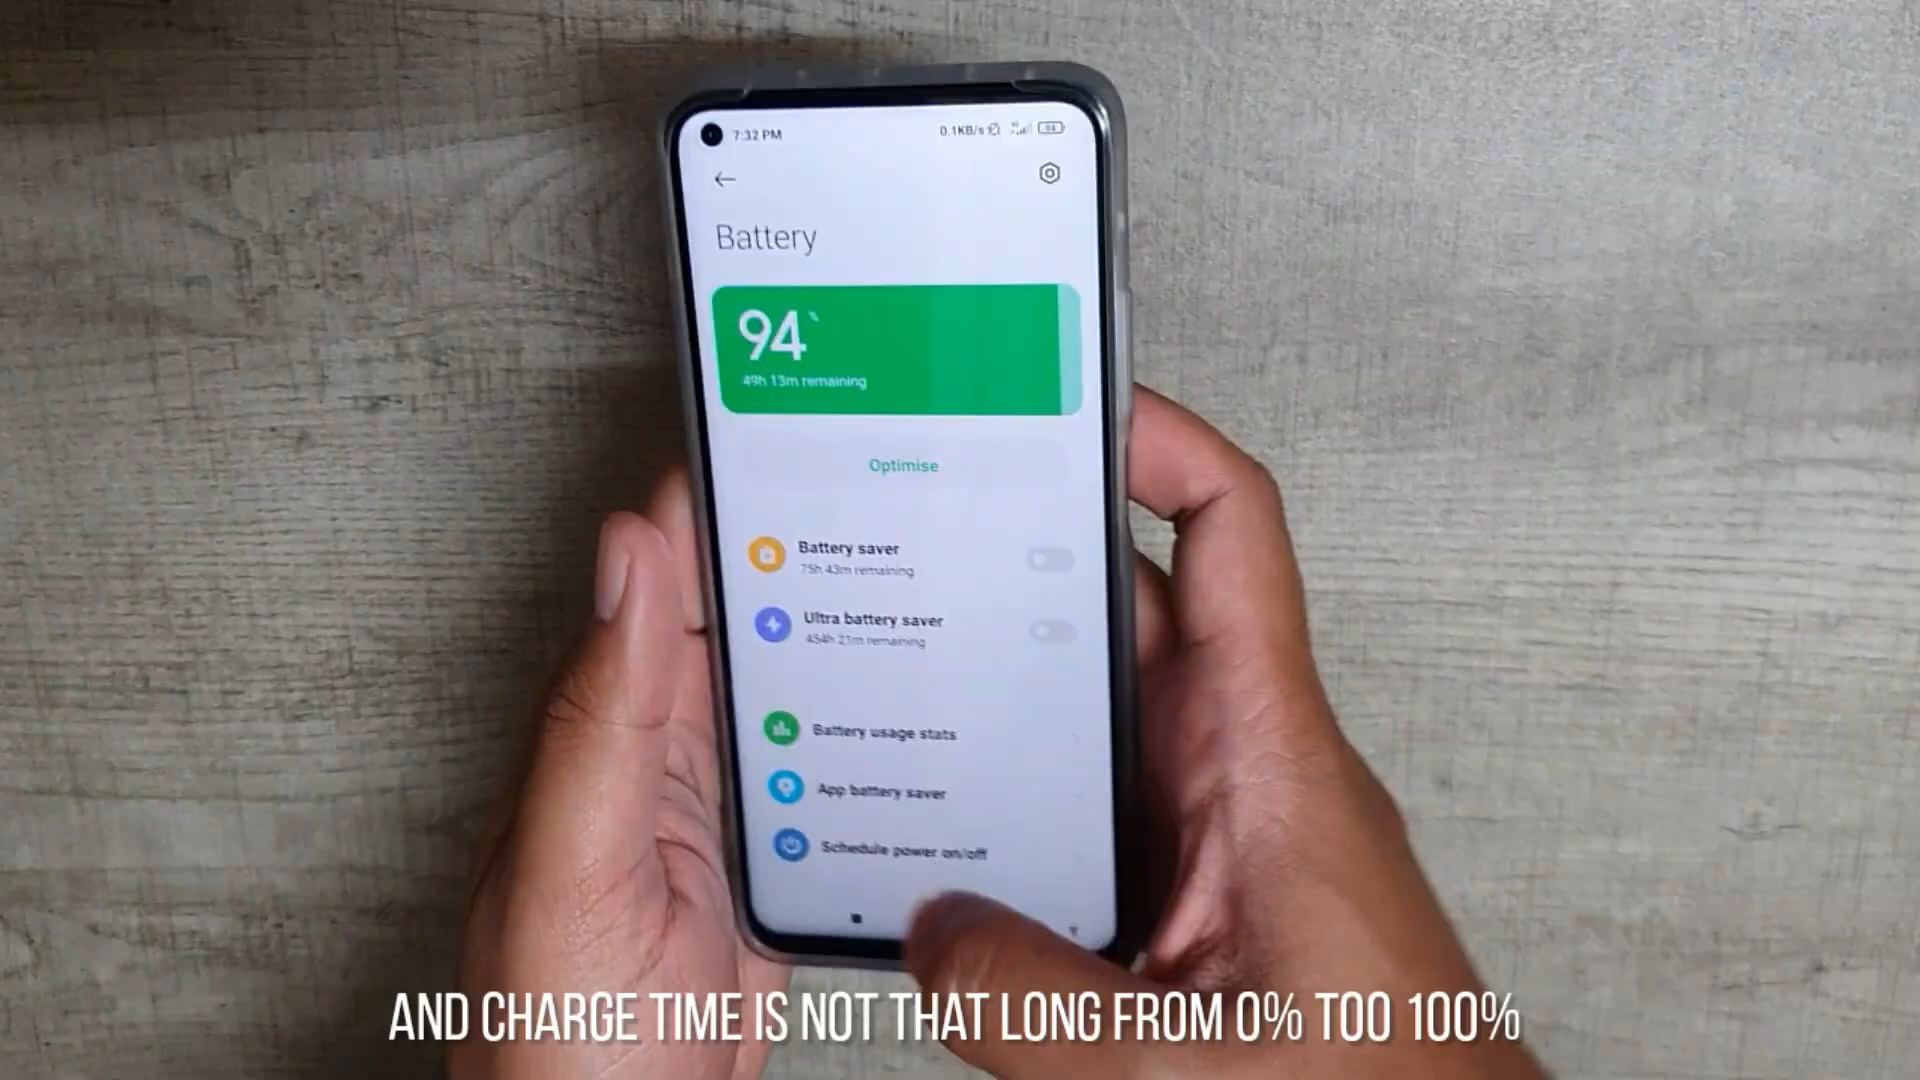 7:32 PM
0.1KB/s
94
Battery
94%
49h 13m remaining
Optimise
Battery saver
75h 43m remaining
Ultra battery saver
454h 21m remaining
Battery usage stats
App battery saver
Schedule power on/off
AND CHARGE TIME IS NOT THAT LONG FROM 0% TOO 100%